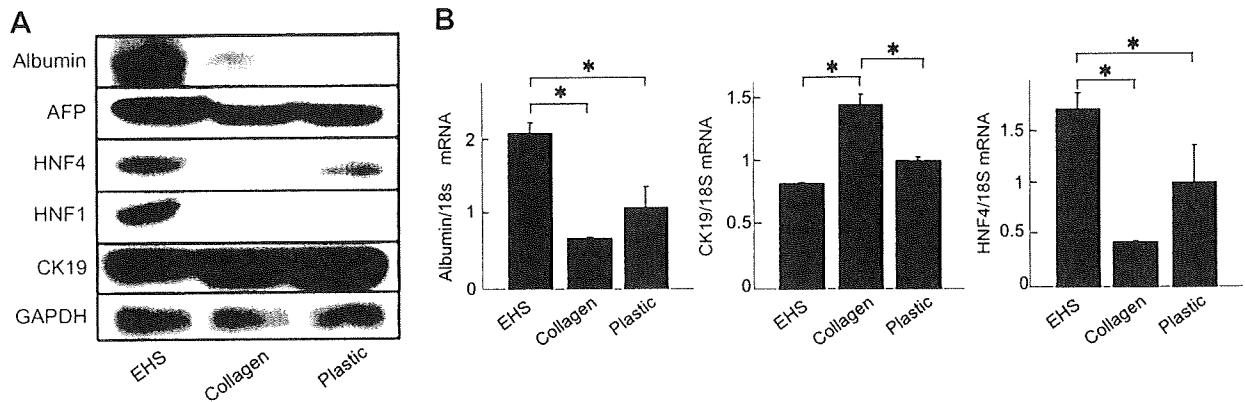 A
Albumin
AFP
HNF4
HNF1
CK19
GAPDH
EHS
Collagen
Plastic
B
Albumin/18s mRNA
2
1
0
*
*
EHS
Collagen
Plastic
CK19/18S mRNA
1.5
1
0.5
0
*
*
EHS
Collagen
Plastic
HNF4/18S mRNA
1.5
1
0.5
0
*
*
EHS
Collagen
Plastic